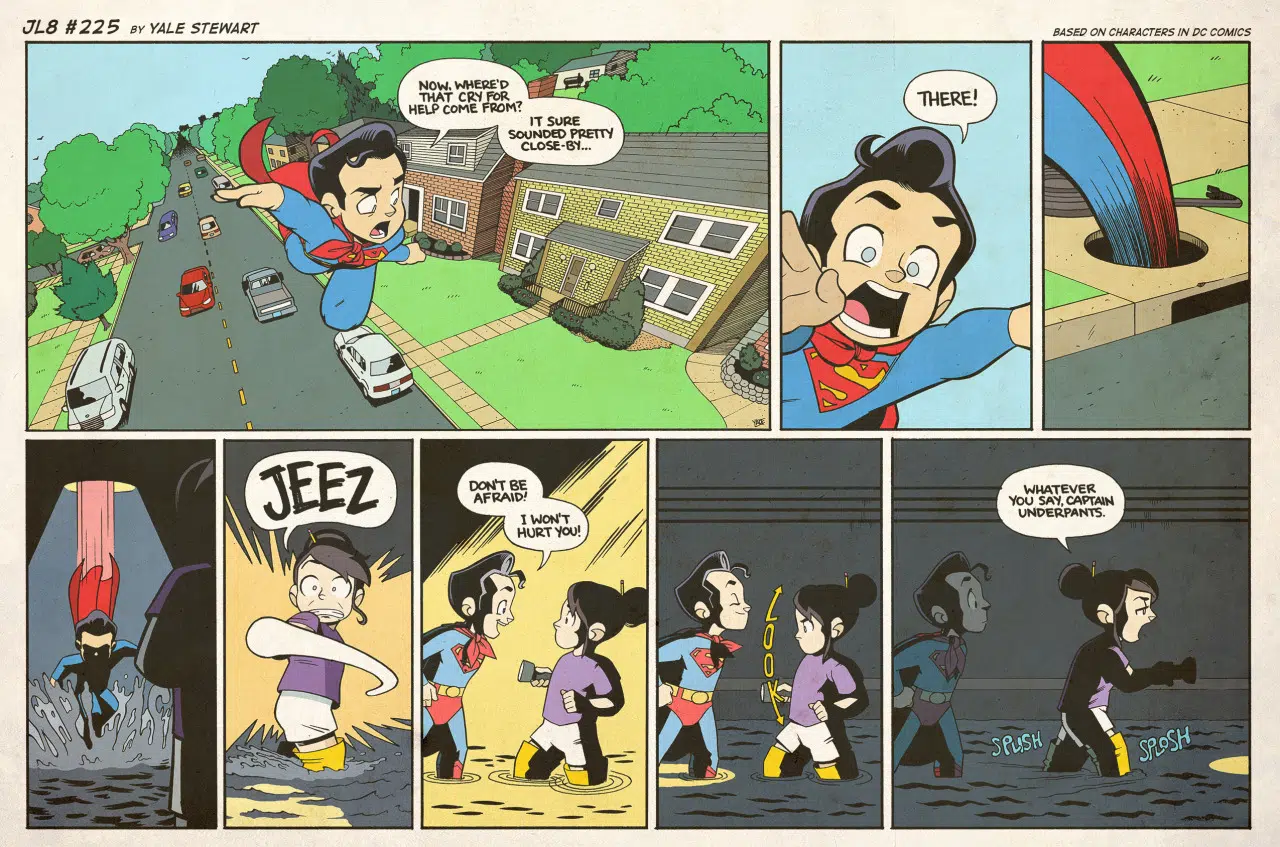 JL8 #225 BY YALE STEWART
BASED ON CHARACTERS IN DC COMICS
NOW, WHERE'D
THAT CRY FOR
HELP COME FROM?
IT SURE
SOUNDED PRETTY
CLOSE-BY...
YALE
THERE!
S
JEEZ
DON'T BE
AFRAID!
I WON'T
HURT YOU!
S
LOOK
S
WHATEVER
YOU SAY, CAPTAIN
UNDERPANTS.
SPLISH
SPLOSH